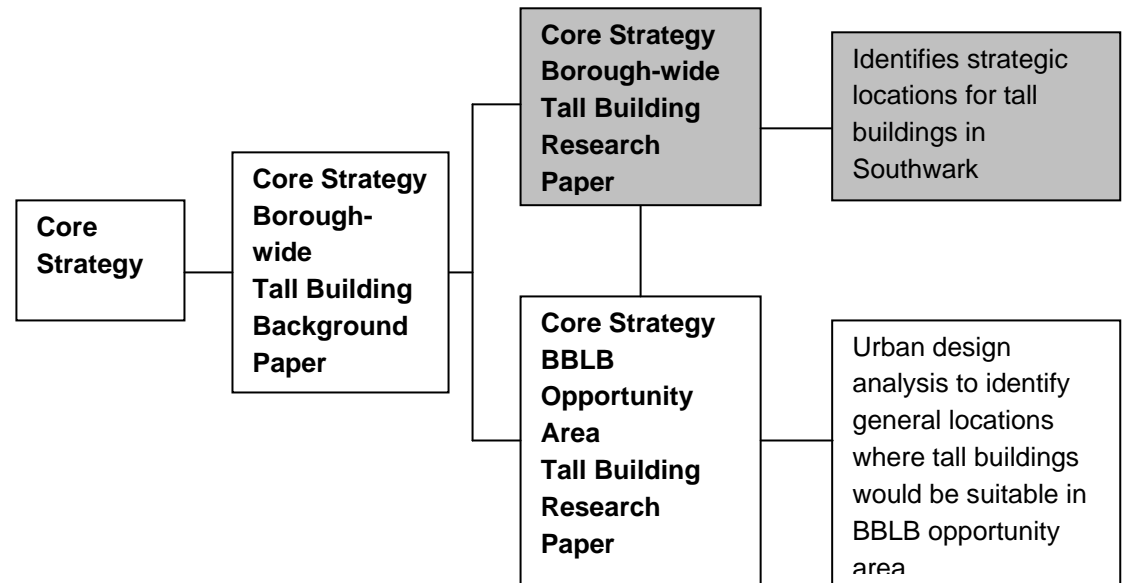 Core
Strategy
Core Strategy
Borough-
wide
Tall Building
Background
Paper
Core Strategy
Borough-wide
Tall Building
Research
Paper
Identifies strategic
locations for tall
buildings in
Southwark
Core Strategy
BBLB
Opportunity
Area
Tall Building
Research
Paper
Urban design
analysis to identify
general locations
where tall buildings
would be suitable in
BBLB opportunity
area